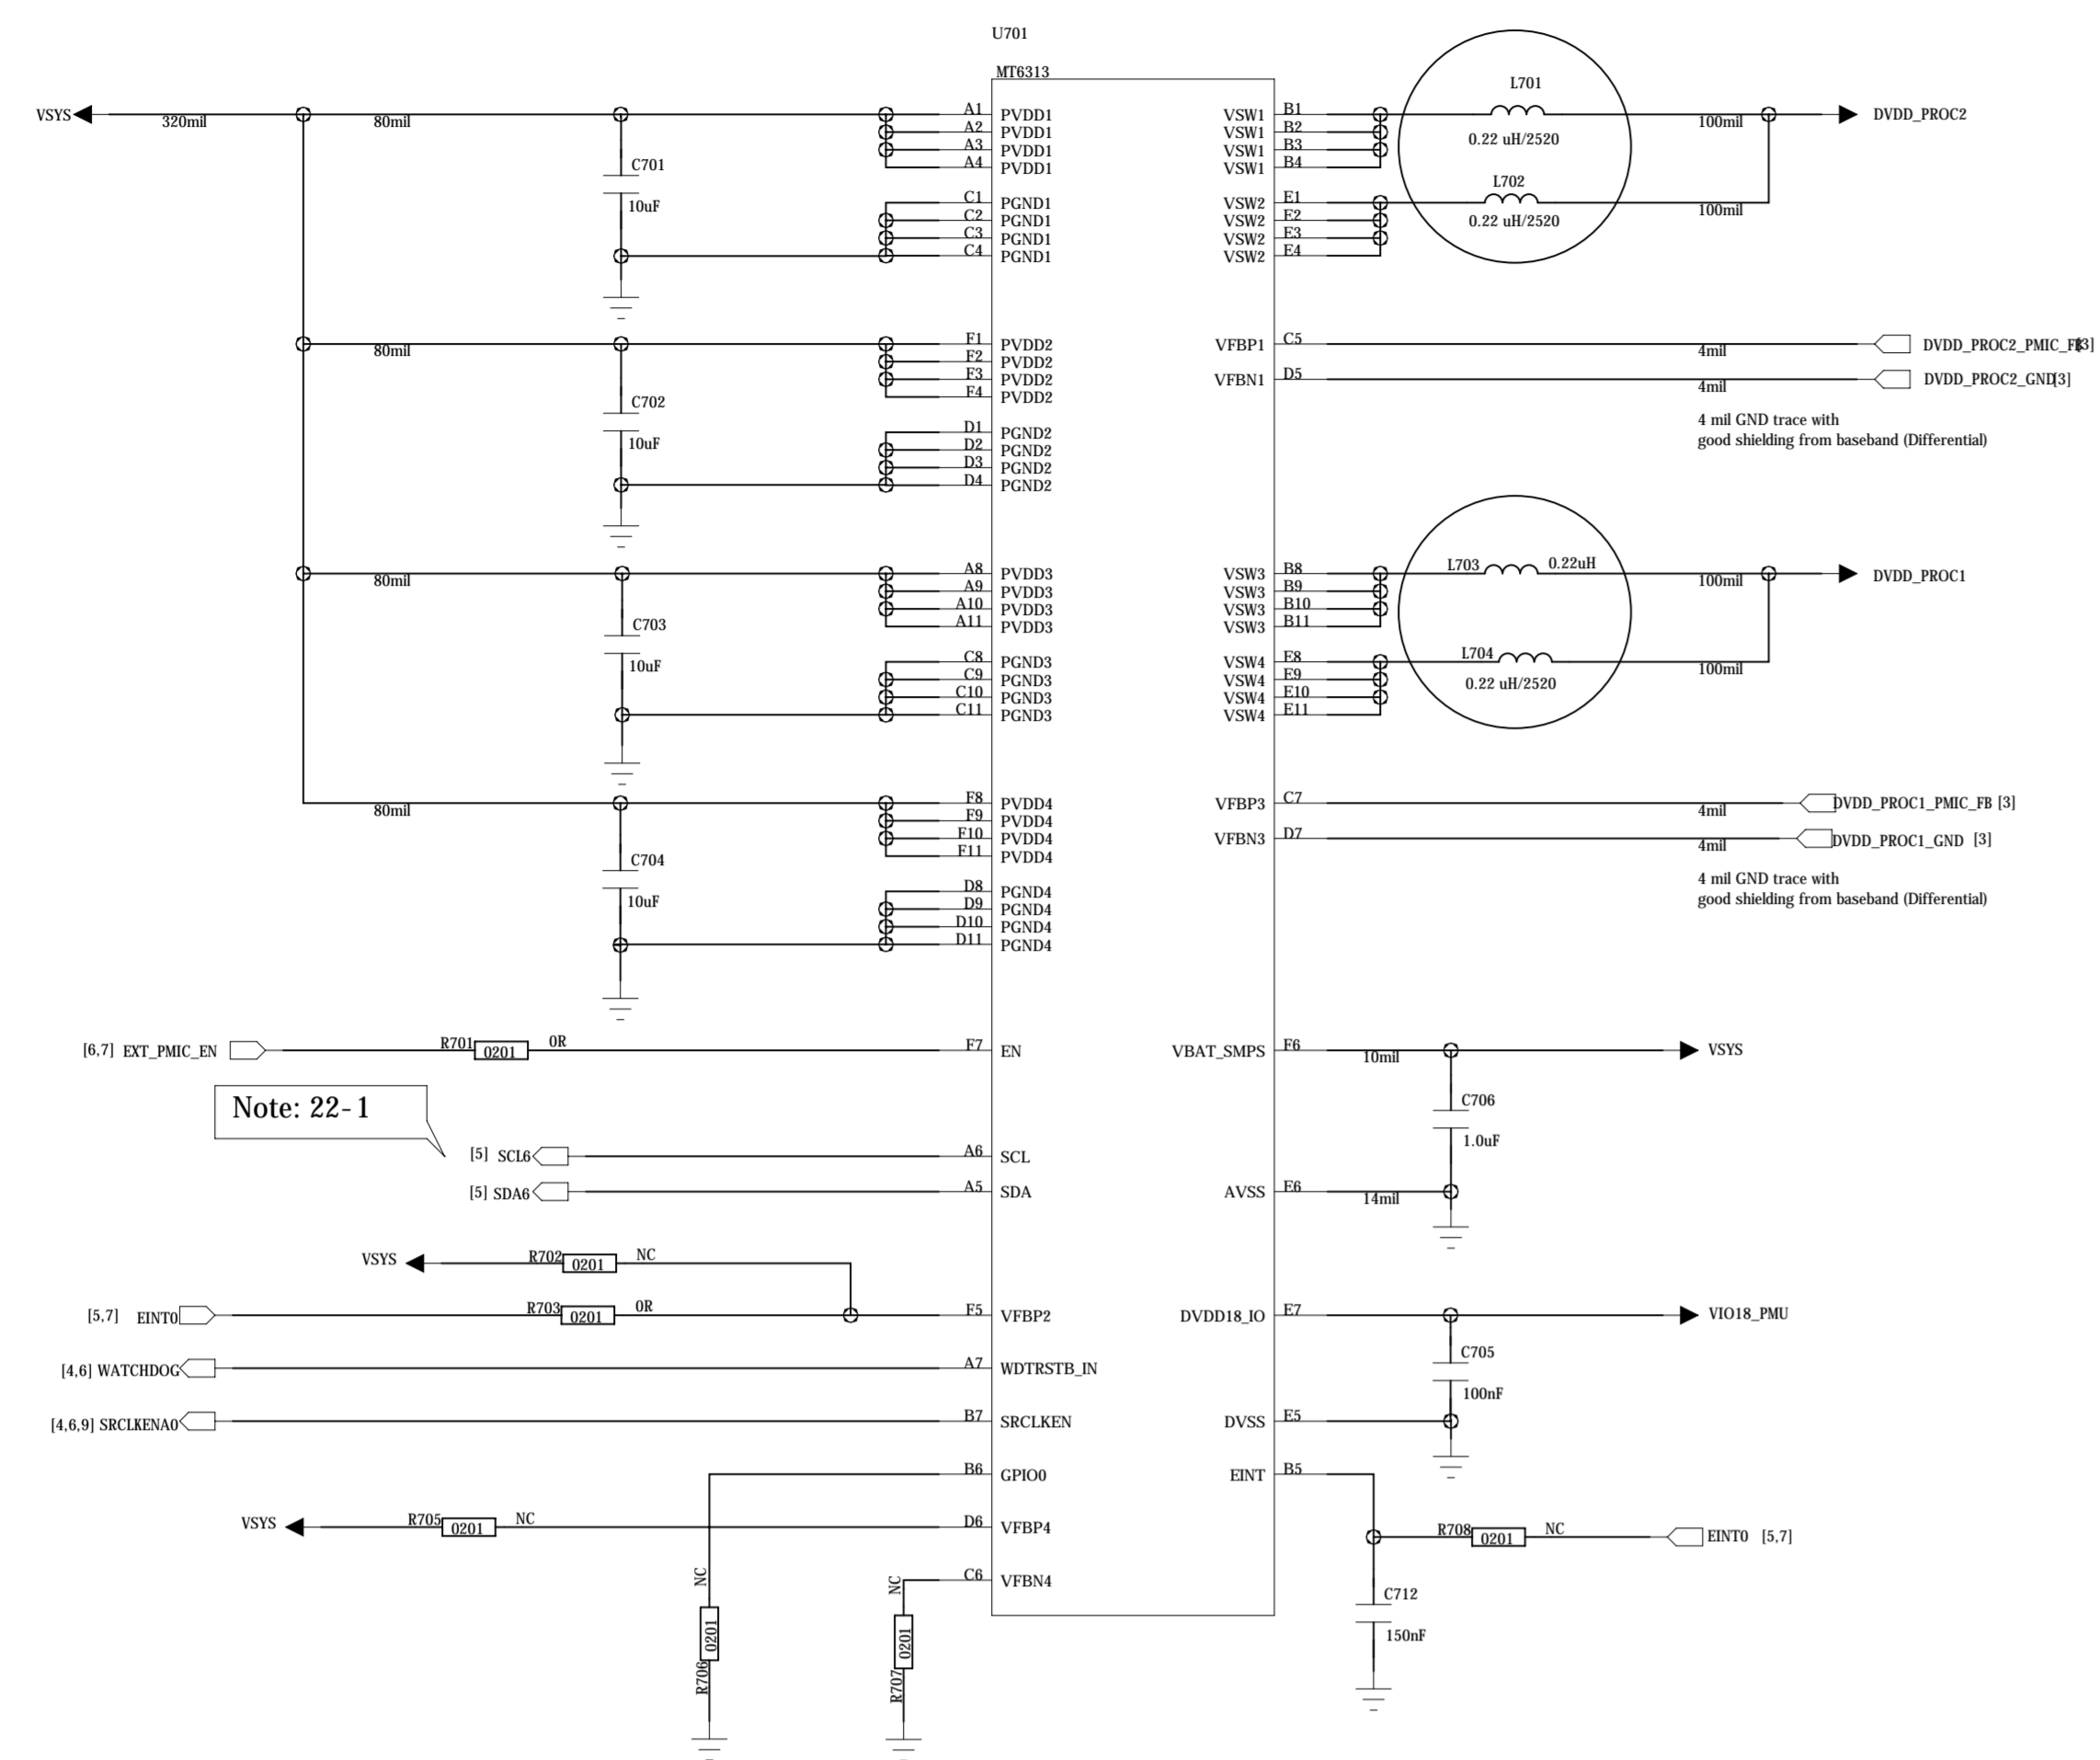 U701
MT6313
VSYS 320mil 80mil
C701
10uF
A1 PVDD1
A2 PVDD1
A3 PVDD1
A4 PVDD1
C1 PGND1
C2 PGND1
C3 PGND1
C4 PGND1
VSW1 B1
VSW1 B2
VSW1 B3
VSW1 B4
VSW2 E1
VSW2 E2
VSW2 E3
VSW2 E4
L701
0.22 uH/2520
100mil DVDD_PROC2
L702
0.22 uH/2520
100mil
80mil
C702
10uF
F1 PVDD2
F2 PVDD2
F3 PVDD2
F4 PVDD2
D1 PGND2
D2 PGND2
D3 PGND2
D4 PGND2
VFBP1 C5 4mil DVDD_PROC2_PMIC_FB[3]
VFBN1 D5 4mil DVDD_PROC2_GND[3]
4 mil GND trace with
good shielding from baseband (Differential)
80mil
C703
10uF
A8 PVDD3
A9 PVDD3
A10 PVDD3
A11 PVDD3
C8 PGND3
C9 PGND3
C10 PGND3
C11 PGND3
VSW3 B8
VSW3 B9
VSW3 B10
VSW3 B11
VSW4 E8
VSW4 E9
VSW4 E10
VSW4 E11
L703 0.22uH
100mil DVDD_PROC1
L704
0.22 uH/2520
100mil
80mil
C704
10uF
F8 PVDD4
F9 PVDD4
F10 PVDD4
F11 PVDD4
D8 PGND4
D9 PGND4
D10 PGND4
D11 PGND4
VFBP3 C7 4mil DVDD_PROC1_PMIC_FB [3]
VFBN3 D7 4mil DVDD_PROC1_GND [3]
4 mil GND trace with
good shielding from baseband (Differential)
[6,7] EXT_PMIC_EN R701 0201 0R F7 EN
VBAT_SMPS F6 10mil VSYS
C706
1.0uF
Note: 22-1
[5] SCL6 A6 SCL
[5] SDA6 A5 SDA
AVSS E6 14mil
VSYS R702 0201 NC
[5,7] EINT0 R703 0201 0R F5 VFBP2
DVDD18_IO E7 VIO18_PMU
C705
100nF
[4,6] WATCHDOG A7 WDTRSTB_IN
[4,6,9] SRCLKENA0 B7 SRCLKEN
DVSS E5
B6 GPIO0
EINT B5
VSYS R705 0201 NC D6 VFBP4
R708 0201 NC EINT0 [5,7]
C6 VFBN4
NC 0201 R706
NC 0201 R707
C712
150nF